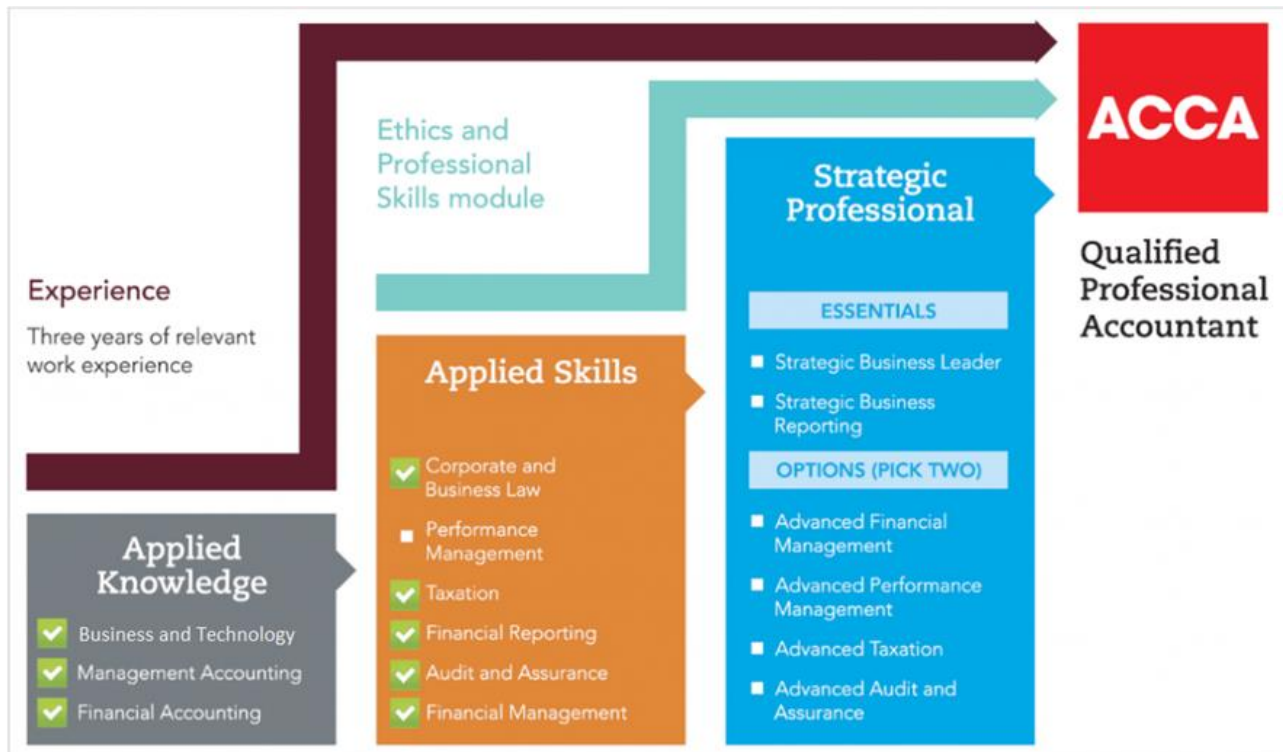 Experience
Three years of relevant
work experience
Applied
Knowledge
Business and Technology
Management Accounting
Financial Accounting
Ethics and
Professional
Skills module
Applied Skills
Corporate and
Business Law
Performance
Management
Taxation
Financial Reporting
Audit and Assurance
Financial Management
Strategic
Professional
ESSENTIALS
Strategic Business Leader
Strategic Business
Reporting
OPTIONS (PICK TWO)
Advanced Financial
Management
Advanced Performance
Management
Advanced Taxation
Advanced Audit and
Assurance
ACCA
Qualified
Professional
Accountant